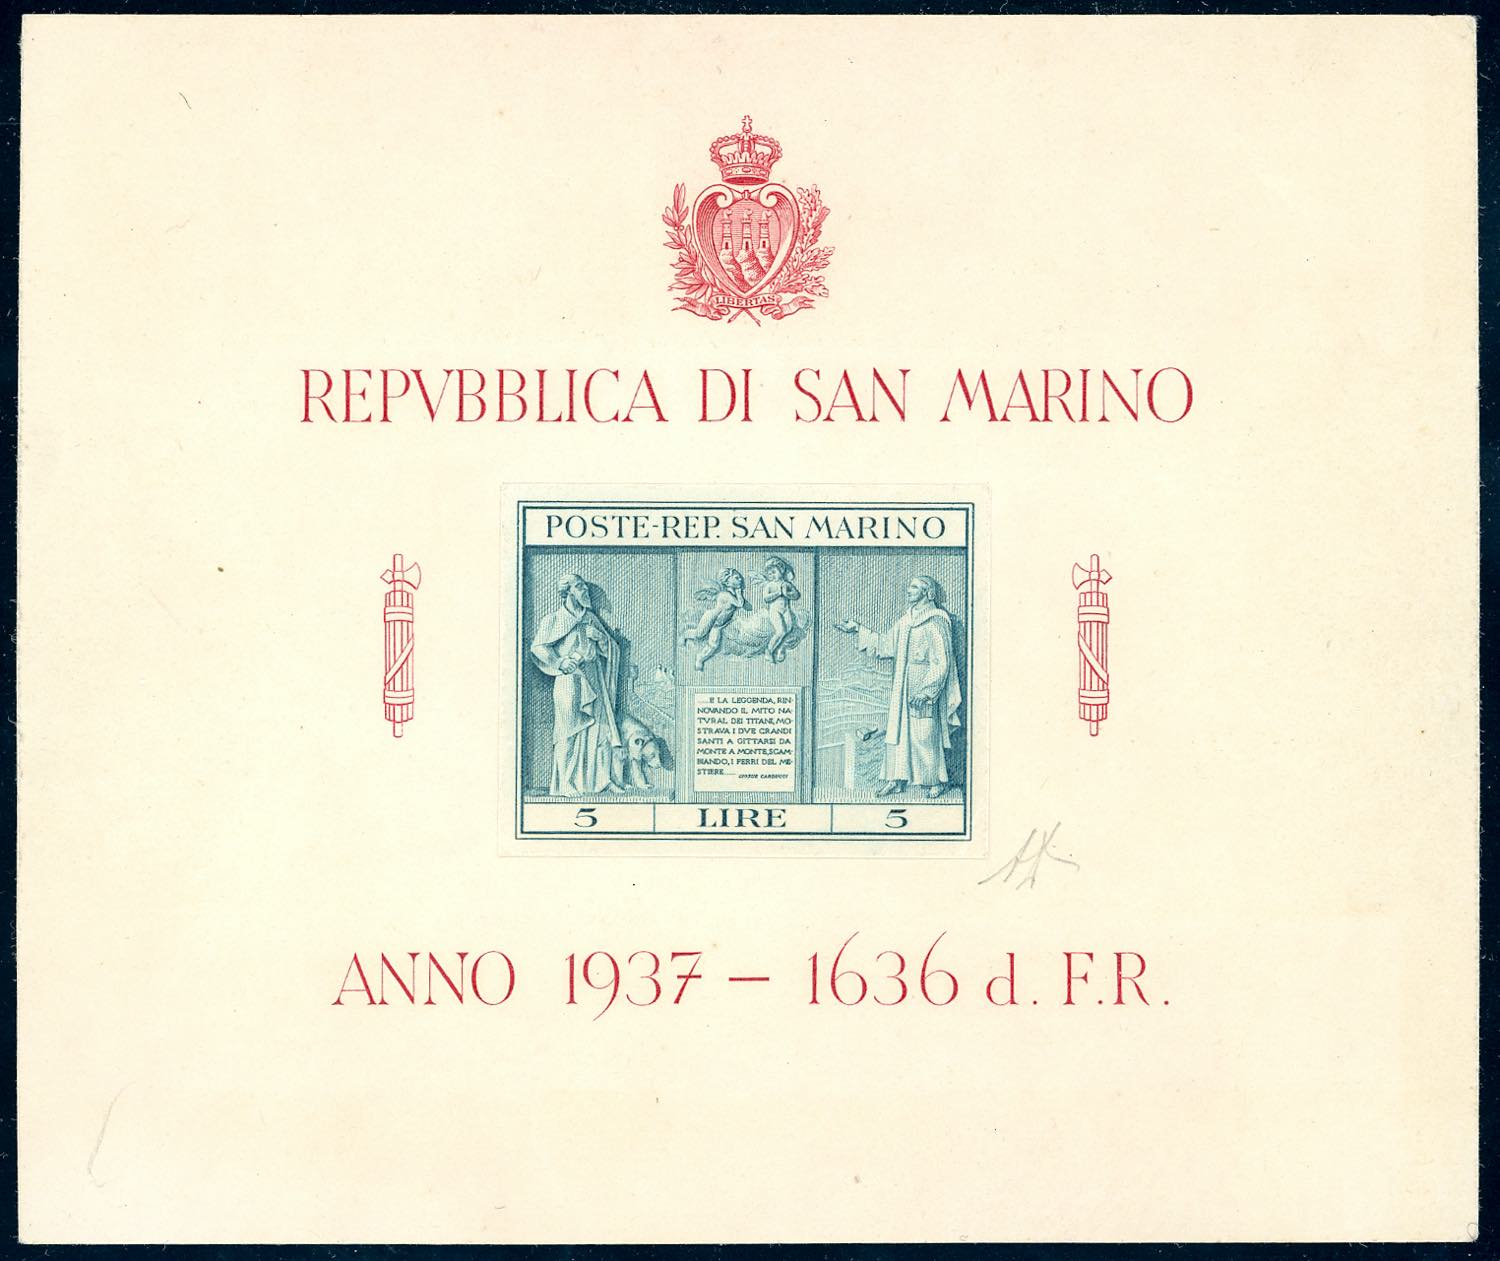 LIBERTAS
REPVBBLICA DI SAN MARINO
POSTE-REP. SAN MARINO
.....E LA LEGGENDA, RIN-
NOVANDO IL MITO NA-
TVRAL DEI TITANI, MO-
STRAVA I DVE GRANDI
SANTI A GITTARSI DA
MONTE A MONTE, SCAM-
BIANDO, I FERRI DEL ME-
STIERE.....
GIOSUE CARDUCCI
5 LIRE 5
ANNO 1937 – 1636 d. F.R.